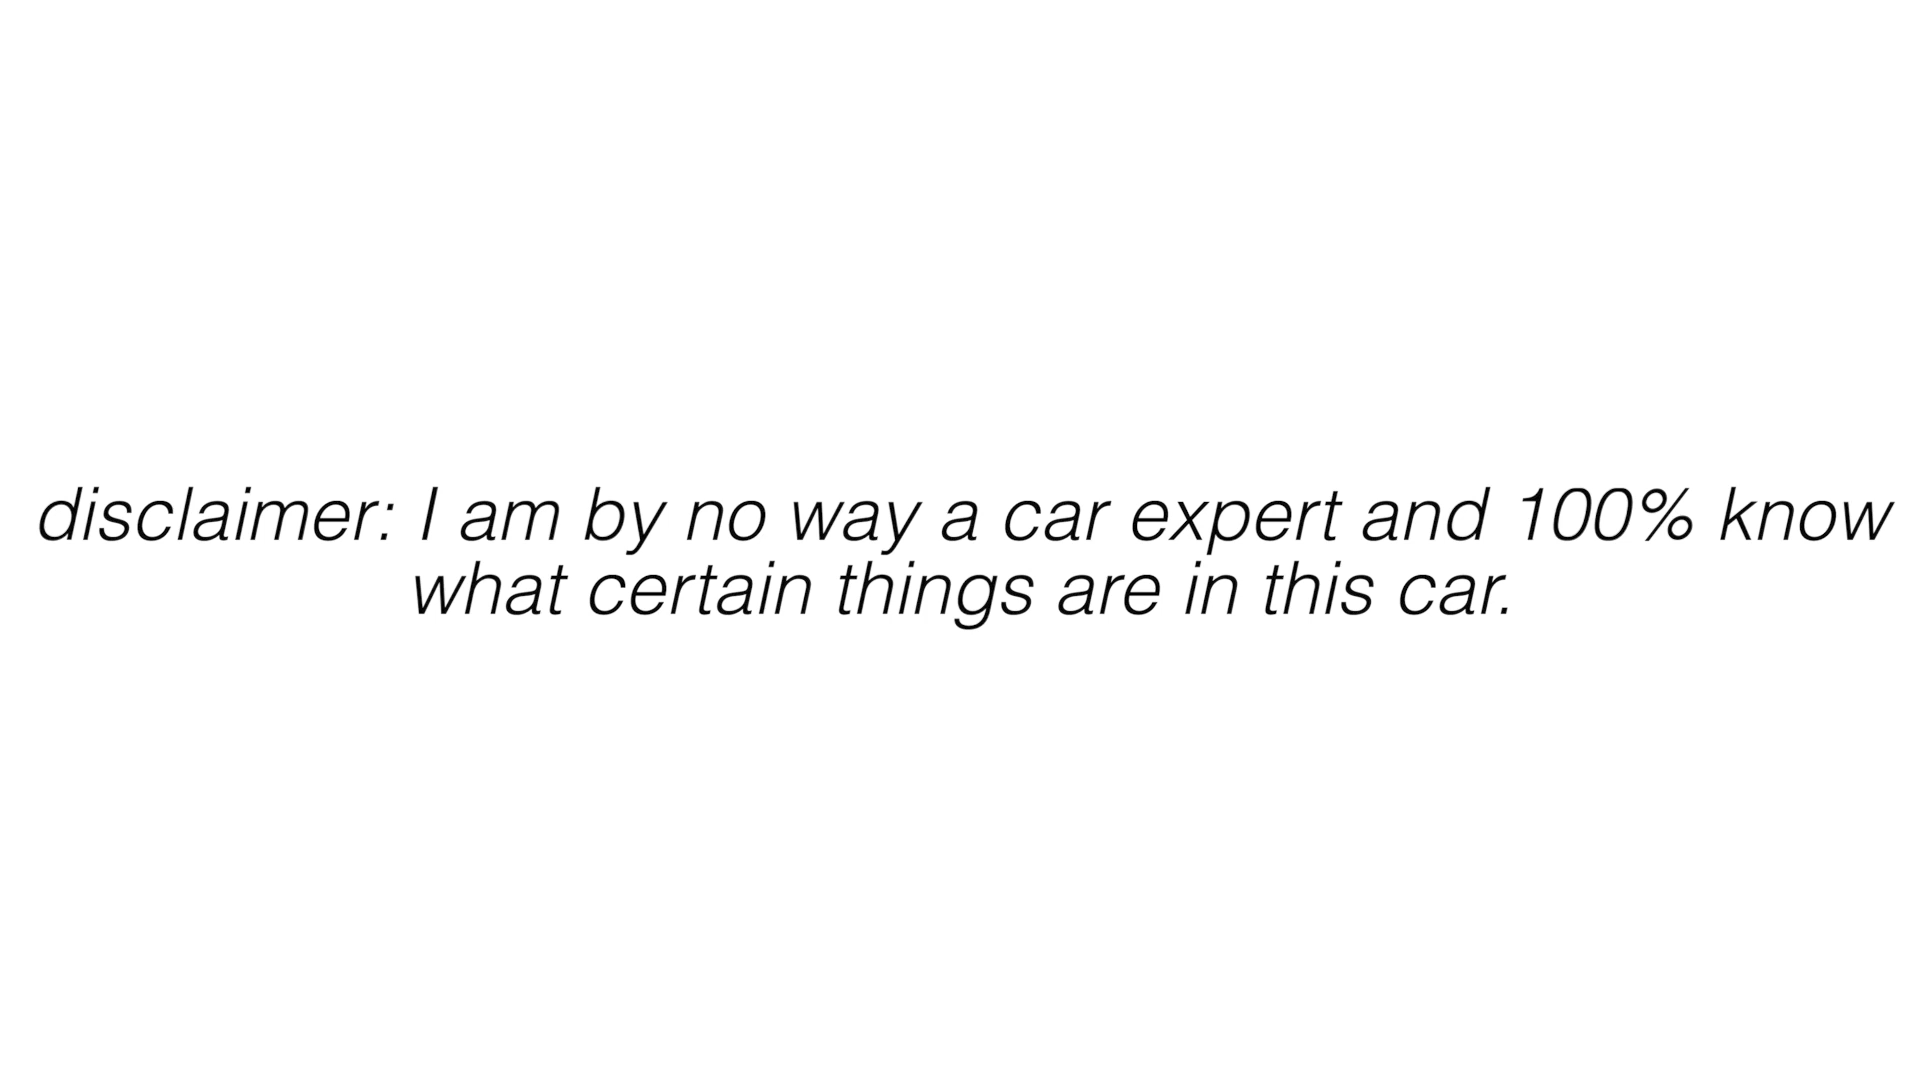 disclaimer: I am by no way a car expert and 100% know
what certain things are in this car.